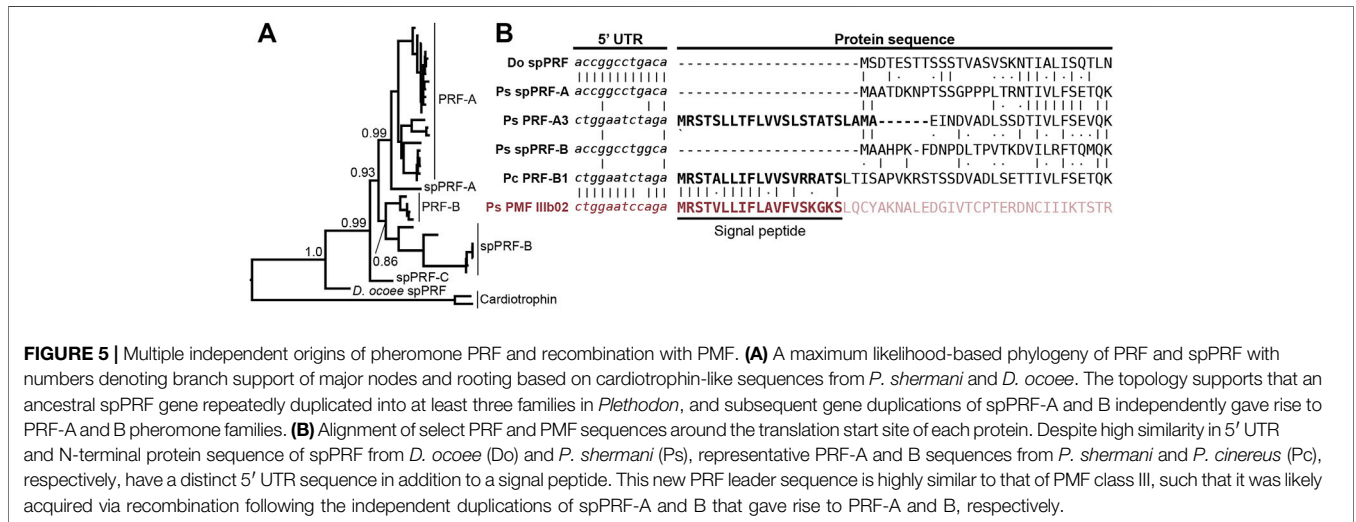 A
PRF-A
0.99
0.93
spPRF-A
PRF-B
0.99
spPRF-B
1.0
0.86
spPRF-C
D. ocoee spPRF
Cardiotrophin
B
5′ UTR Protein sequence
Do spPRF accggcctgaca -------------------- MSDTESTTSSSTVASVSKNTIALISQTLN
Ps spPRF-A accggcctgaca -------------------- MAATDKNPTSSGPPPLTRNTIVLFSETQK
Ps PRF-A3 ctggaatctaga MRSTSLLTFLVVSLSTATSLAMA------EINDVADLSSDTIVLFSEVQK
Ps spPRF-B accggcctggca -------------------- MAAHPK-FDNPDLTPVTKDVILRFTQMQK
Pc PRF-B1 ctggaatctaga MRSTALLIFLVVSVRRATSLTISAPVKRSTSSDVADLSETTIVLFSETQK
Ps PMF IIIb02 ctggaatccaga MRSTVLLIFLAVFVSKGKSLQCYAKNALEDGIVTCPTERDNCIIIKTSTR
Signal peptide
FIGURE 5 | Multiple independent origins of pheromone PRF and recombination with PMF. (A) A maximum likelihood-based phylogeny of PRF and spPRF with
numbers denoting branch support of major nodes and rooting based on cardiotrophin-like sequences from P. shermani and D. ocoee. The topology supports that an
ancestral spPRF gene repeatedly duplicated into at least three families in Plethodon, and subsequent gene duplications of spPRF-A and B independently gave rise to
PRF-A and B pheromone families. (B) Alignment of select PRF and PMF sequences around the translation start site of each protein. Despite high similarity in 5′ UTR
and N-terminal protein sequence of spPRF from D. ocoee (Do) and P. shermani (Ps), representative PRF-A and B sequences from P. shermani and P. cinereus (Pc),
respectively, have a distinct 5′ UTR sequence in addition to a signal peptide. This new PRF leader sequence is highly similar to that of PMF class III, such that it was likely
acquired via recombination following the independent duplications of spPRF-A and B that gave rise to PRF-A and B, respectively.